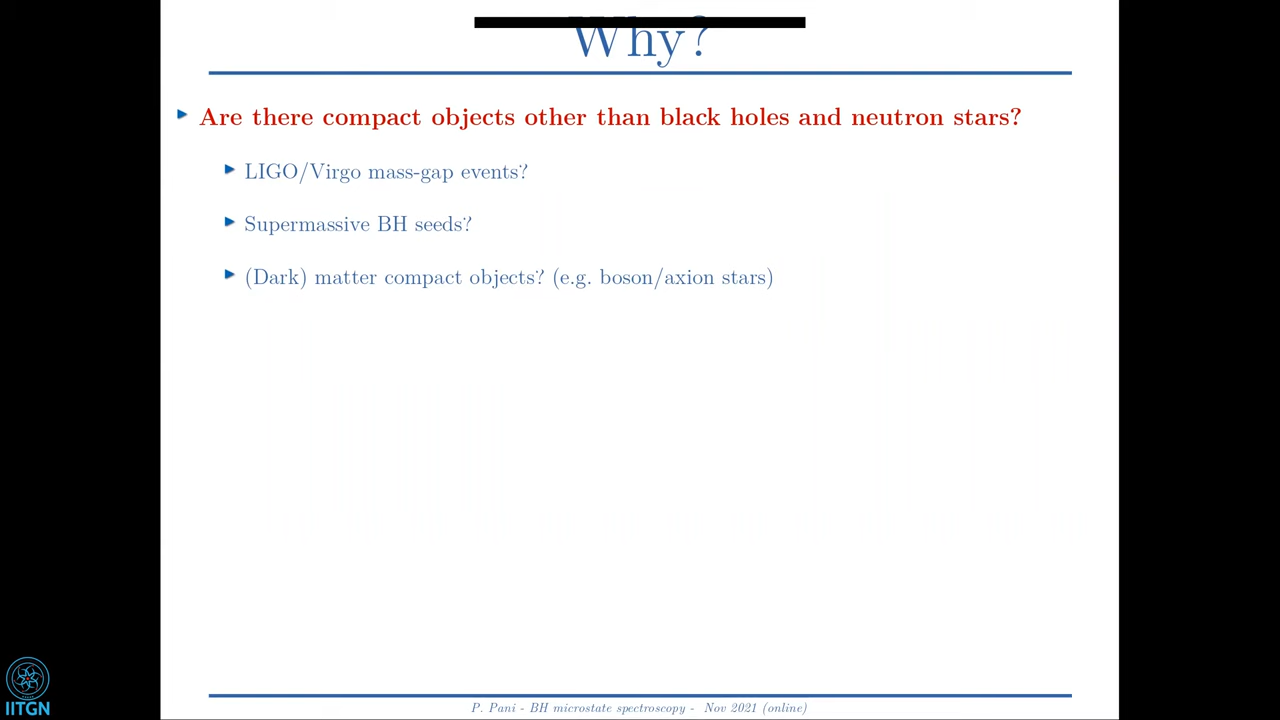 Why?
Are there compact objects other than black holes and neutron stars?
LIGO/Virgo mass-gap events?
Supermassive BH seeds?
(Dark) matter compact objects? (e.g. boson/axion stars)
P. Pani - BH microstate spectroscopy - Nov 2021 (online)
IITGN